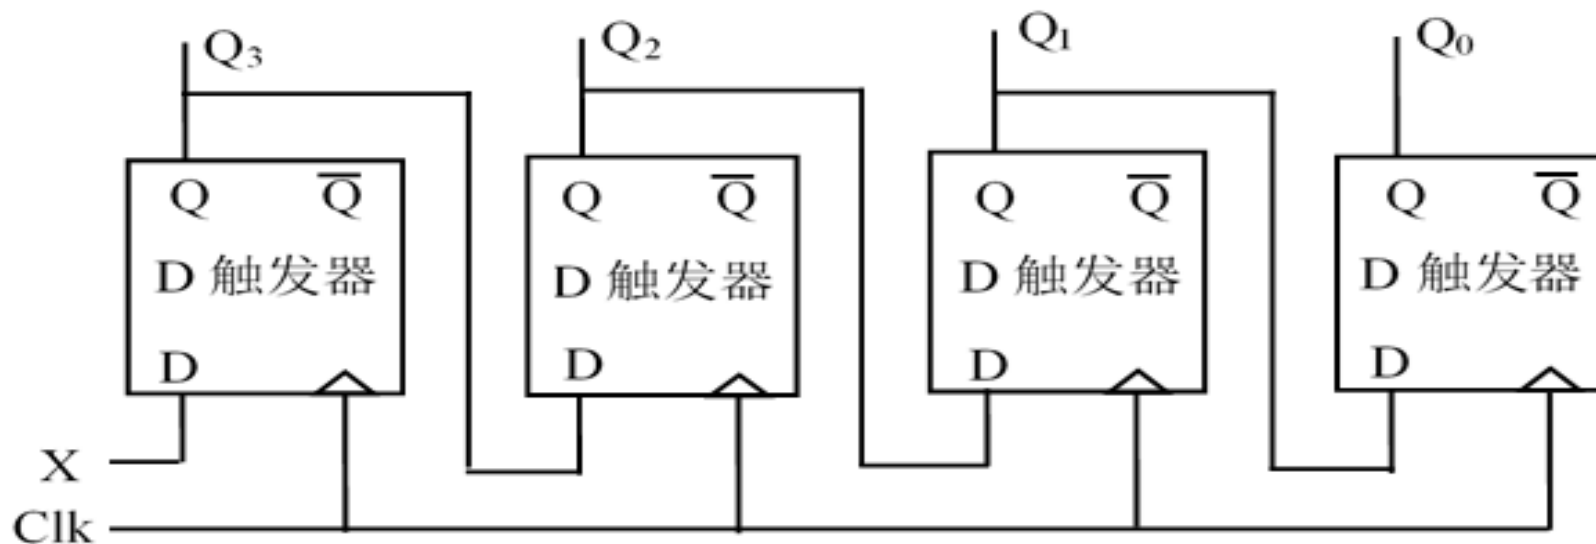 Q₃ Q₂ Q₁ Q₀
Q Q̅ Q Q̅ Q Q̅ Q Q̅
D 触发器 D 触发器 D 触发器 D 触发器
D D D D
X
Clk